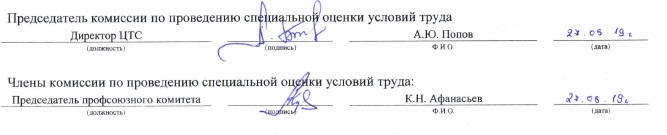 Председатель комиссии по проведению специальной оценки условий труда
Директор ЦТС А.Ю. Попов 27.05.19г
(должность) (подпись) Ф.И.О. (дата)
Члены комиссии по проведению специальной оценки условий труда:
Председатель профсоюзного комитета К.Н. Афанасьев 27.05.19г.
(должность) (подпись) Ф.И.О. (дата)